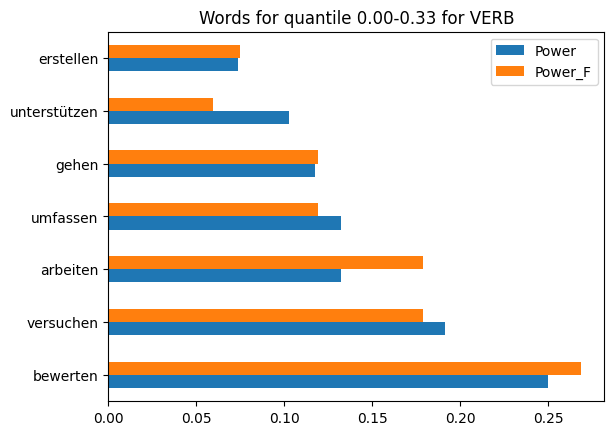 Words for quantile 0.00-0.33 for VERB
Power
Power_F
erstellen
unterstützen
gehen
umfassen
arbeiten
versuchen
bewerten
0.00 0.05 0.10 0.15 0.20 0.25